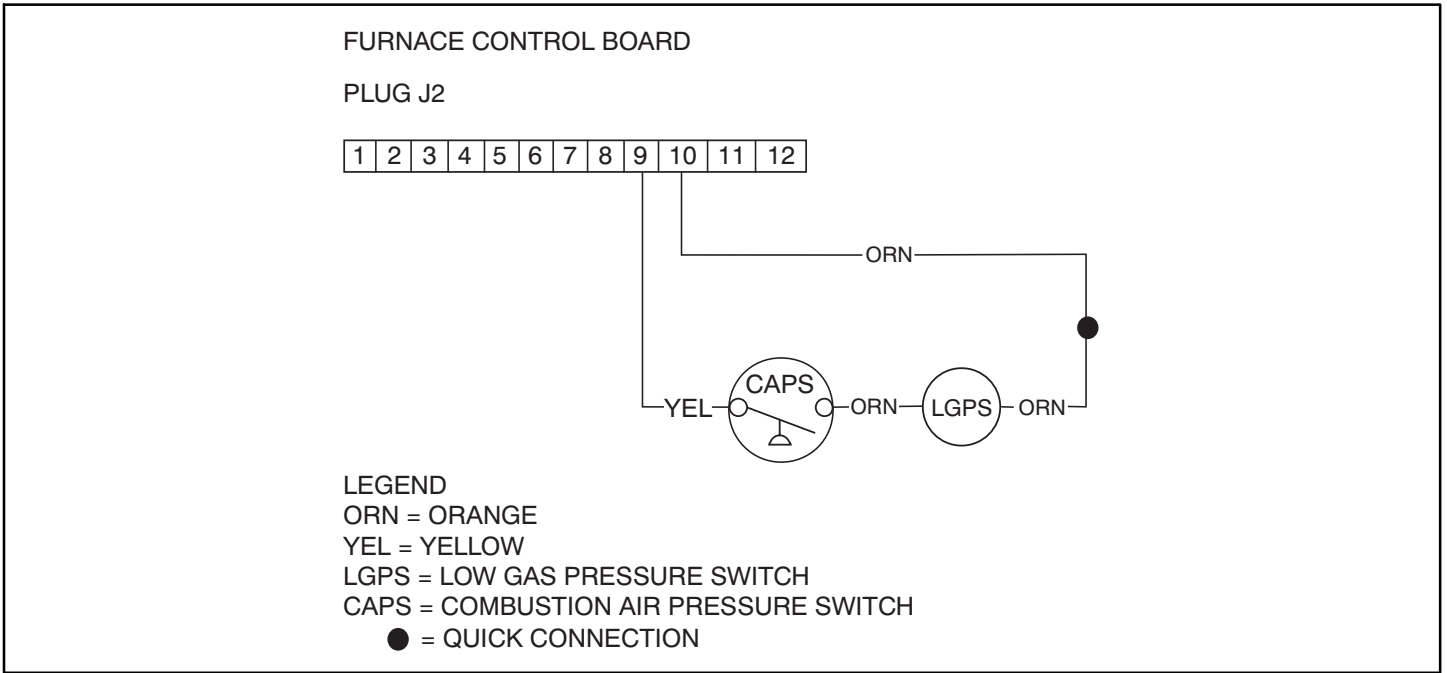 FURNACE CONTROL BOARD
PLUG J2
1 2 3 4 5 6 7 8 9 10 11 12
ORN
CAPS
YEL ORN LGPS ORN
LEGEND
ORN = ORANGE
YEL = YELLOW
LGPS = LOW GAS PRESSURE SWITCH
CAPS = COMBUSTION AIR PRESSURE SWITCH
● = QUICK CONNECTION